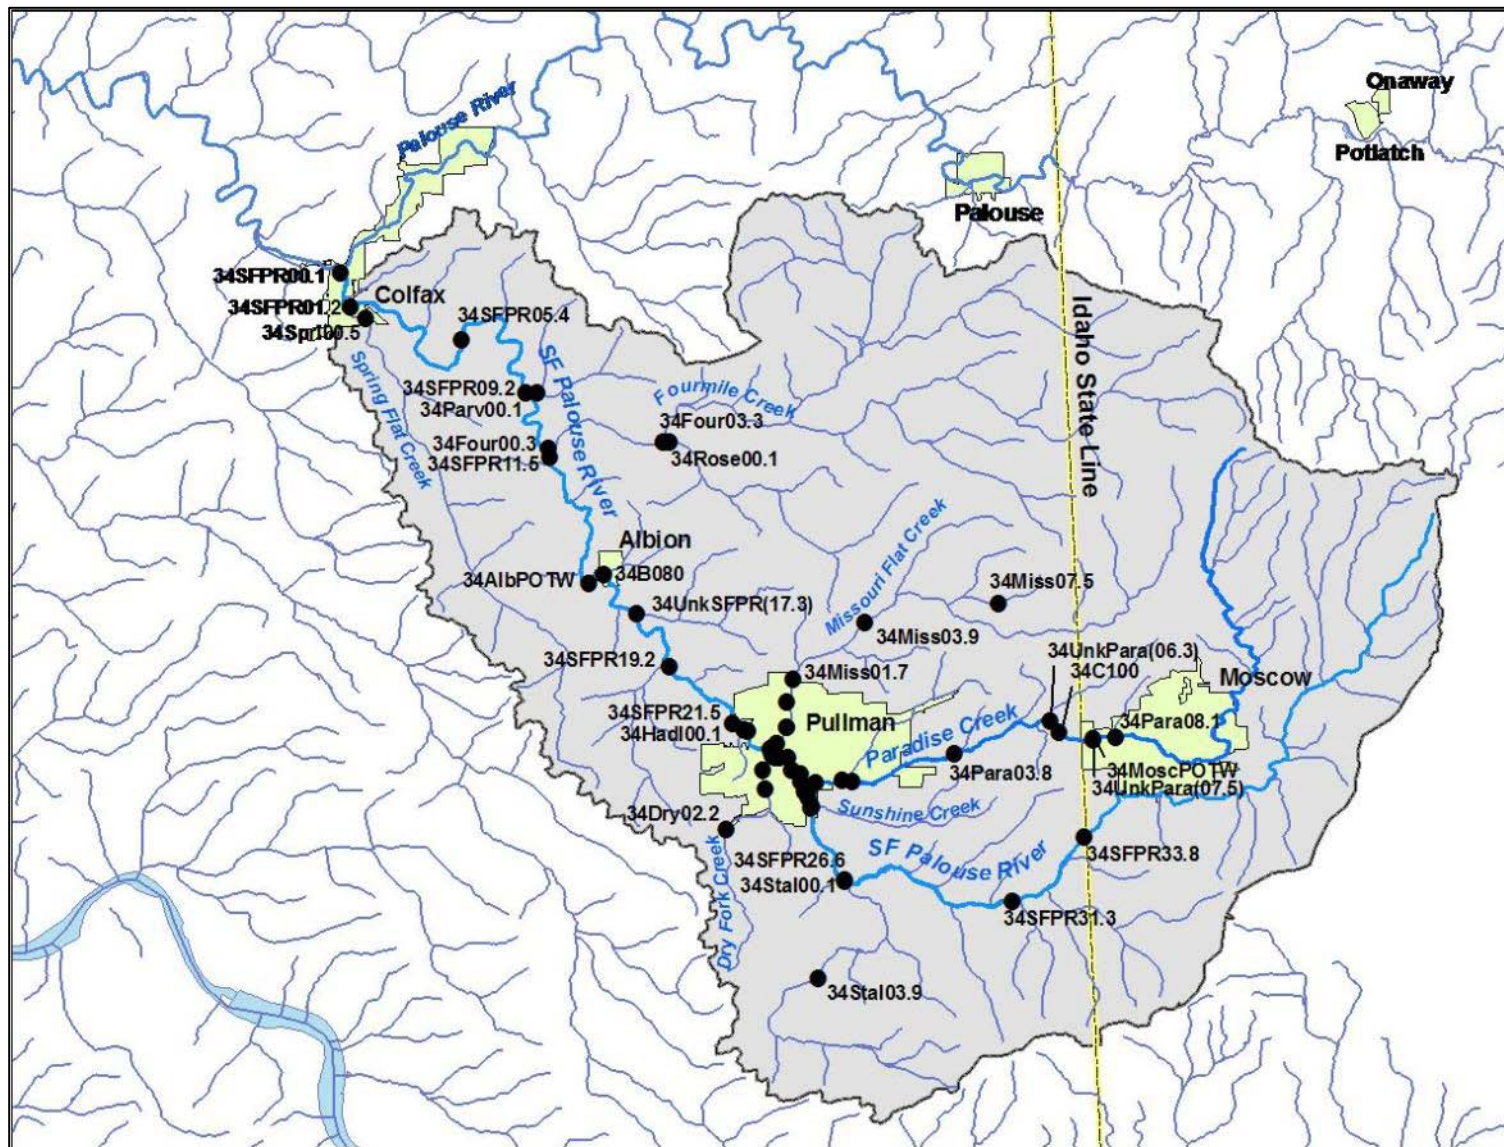 Onaway
Potlatch
Palouse River
Palouse
34SFPR00.1
34SFPR01.2
Colfax
34Spri00.5
34SFPR05.4
Idaho State Line
SF Palouse River
Spring Flat Creek
34SFPR09.2
34Parv00.1
Fourmile Creek
34Four03.3
34Four00.3
34SFPR11.5
34Rose00.1
Albion
34AlbPOTW
34B080
Missouri Flat Creek
34Miss07.5
34UnkSFPR(17.3)
34Miss03.9
34SFPR19.2
34Miss01.7
34UnkPara(06.3)
34C100
Moscow
34SFPR21.5
34Hadl00.1
Pullman
Paradise Creek
34Para08.1
34Para03.8
34MoscPOTW
34UnkPara(07.5)
34Dry02.2
Sunshine Creek
Dry Fork Creek
34SFPR26.6
34Stal00.1
SF Palouse River
34SFPR33.8
34SFPR31.3
34Stal03.9